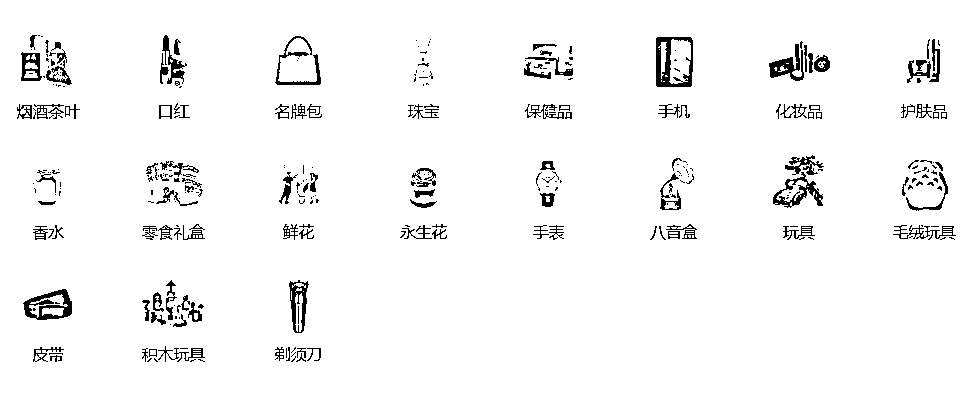 烟酒茶叶 口红 名牌包 珠宝 保健品 手机 化妆品 护肤品
香水 零食礼盒 鲜花 永生花 手表 八音盒 玩具 毛绒玩具
皮带 积木玩具 剃须刀